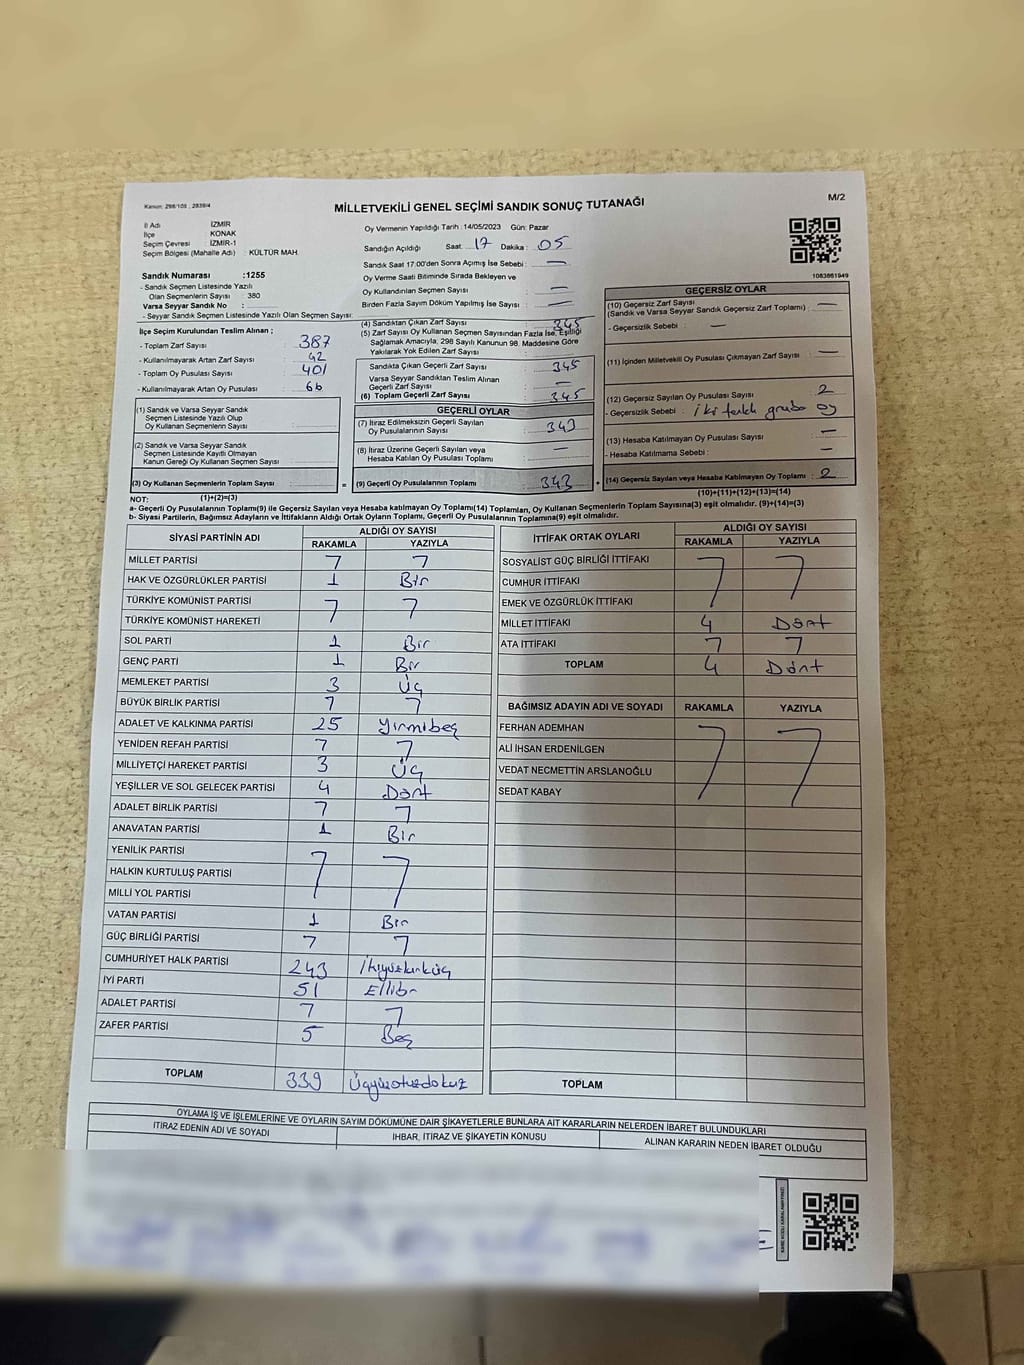 Kanun: 298/105 , 2839/4
M/2
MİLLETVEKİLİ GENEL SEÇİMİ SANDIK SONUÇ TUTANAĞI
İl Adı : İZMİR
İlçe : KONAK
Seçim Çevresi : İZMİR-1
Seçim Bölgesi (Mahalle Adı) : KÜLTÜR MAH.
Sandık Numarası :1255
- Sandık Seçmen Listesinde Yazılı
Olan Seçmenlerin Sayısı : 380
Varsa Seyyar Sandık No :
- Seyyar Sandık Seçmen Listesinde Yazılı Olan Seçmen Sayısı:
Oy Vermenin Yapıldığı Tarih : 14/05/2023 Gün: Pazar
Sandığın Açıldığı Saat 17 Dakika : 05
Sandık Saat 17:00'den Sonra Açımış İse Sebebi : —
Oy Verme Saati Bitiminde Sırada Bekleyen ve
Oy Kullandırılan Seçmen Sayısı : —
Birden Fazla Sayım Döküm Yapılmış İse Sayısı : —
1083861949
İlçe Seçim Kurulundan Teslim Alınan ;
- Toplam Zarf Sayısı : 387
- Kullanılmayarak Artan Zarf Sayısı : 42
- Toplam Oy Pusulası Sayısı : 401
- Kullanılmayarak Artan Oy Pusulası : 66
(1) Sandık ve Varsa Seyyar Sandık
Seçmen Listesinde Yazılı Olup
Oy Kullanan Seçmenlerin Sayısı :
(2) Sandık ve Varsa Seyyar Sandık
Seçmen Listesinde Kayıtlı Olmayan
Kanun Gereği Oy Kullanan Seçmen Sayısı :
(3) Oy Kullanan Seçmenlerin Toplam Sayısı :
(4) Sandıktan Çıkan Zarf Sayısı : 345
(5) Zarf Sayısı Oy Kullanan Seçmen Sayısından Fazla İse, Eşitliği
Sağlamak Amacıyla, 298 Sayılı Kanunun 98. Maddesine Göre
Yakılarak Yok Edilen Zarf Sayısı :
Sandıkta Çıkan Geçerli Zarf Sayısı : 345
Varsa Seyyar Sandıktan Teslim Alınan
Geçerli Zarf Sayısı : —
(6) Toplam Geçerli Zarf Sayısı : 345
GEÇERLİ OYLAR
(7) İtiraz Edilmeksizin Geçerli Sayılan
Oy Pusulalarının Sayısı : 343
(8) İtiraz Üzerine Geçerli Sayılan veya
Hesaba Katılan Oy Pusulası Toplamı : —
= (9) Geçerli Oy Pusulalarının Toplamı : 343
GEÇERSİZ OYLAR
(10) Geçersiz Zarf Sayısı : —
(Sandık ve Varsa Seyyar Sandık Geçersiz Zarf Toplamı)
- Geçersizlik Sebebi : —
(11) İçinden Milletvekili Oy Pusulası Çıkmayan Zarf Sayısı : —
(12) Geçersiz Sayılan Oy Pusulası Sayısı : 2
- Geçersizlik Sebebi : iki farklı gruba oy
(13) Hesaba Katılmayan Oy Pusulası Sayısı : —
- Hesaba Katılmama Sebebi : —
+ (14) Geçersiz Sayılan veya Hesaba Katılmayan Oy Toplamı : 2
NOT: (1)+(2)=(3)
(10)+(11)+(12)+(13)=(14)
a- Geçerli Oy Pusulalarının Toplamı(9) ile Geçersiz Sayılan veya Hesaba katılmayan Oy Toplamı(14) Toplamları, Oy Kullanan Seçmenlerin Toplam Sayısına(3) eşit olmalıdır. (9)+(14)=(3)
b- Siyasi Partilerin, Bağımsız Adayların ve İttifakların Aldığı Ortak Oyların Toplamı, Geçerli Oy Pusulalarının Toplamına(9) eşit olmalıdır.
SİYASİ PARTİNİN ADI ALDIĞI OY SAYISI
RAKAMLA YAZIYLA
MİLLET PARTİSİ 7 7
HAK VE ÖZGÜRLÜKLER PARTİSİ 1 Bir
TÜRKİYE KOMÜNİST PARTİSİ 7 7
TÜRKİYE KOMÜNİST HAREKETİ
SOL PARTİ 1 Bir
GENÇ PARTİ 1 Bir
MEMLEKET PARTİSİ 3 Üç
BÜYÜK BİRLİK PARTİSİ 7 7
ADALET VE KALKINMA PARTİSİ 25 Yirmibeş
YENİDEN REFAH PARTİSİ 7 7
MİLLİYETÇİ HAREKET PARTİSİ 3 Üç
YEŞİLLER VE SOL GELECEK PARTİSİ 4 Dört
ADALET BİRLİK PARTİSİ 7 7
ANAVATAN PARTİSİ 1 Bir
YENİLİK PARTİSİ 7 7
HALKIN KURTULUŞ PARTİSİ
MİLLİ YOL PARTİSİ
VATAN PARTİSİ 1 Bir
GÜÇ BİRLİĞİ PARTİSİ 7 7
CUMHURİYET HALK PARTİSİ 243 İkiyüzkırküç
İYİ PARTİ 51 Ellibir
ADALET PARTİSİ 7 7
ZAFER PARTİSİ 5 Beş
TOPLAM 339 Üçyüzotuzdokuz
İTTİFAK ORTAK OYLARI ALDIĞI OY SAYISI
RAKAMLA YAZIYLA
SOSYALİST GÜÇ BİRLİĞİ İTTİFAKI 7 7
CUMHUR İTTİFAKI
EMEK VE ÖZGÜRLÜK İTTİFAKI
MİLLET İTTİFAKI 4 Dört
ATA İTTİFAKI 7 7
TOPLAM 4 Dört
BAĞIMSIZ ADAYIN ADI VE SOYADI RAKAMLA YAZIYLA
FERHAN ADEMHAN 7 7
ALİ İHSAN ERDENİLGEN
VEDAT NECMETTİN ARSLANOĞLU
SEDAT KABAY
TOPLAM
OYLAMA İŞ VE İŞLEMLERİNE VE OYLARIN SAYIM DÖKÜMÜNE DAİR ŞİKAYETLERLE BUNLARA AİT KARARLARIN NELERDEN İBARET BULUNDUKLARI
İTİRAZ EDENİN ADI VE SOYADI İHBAR, İTİRAZ VE ŞİKAYETİN KONUSU ALINAN KARARIN NEDEN İBARET OLDUĞU